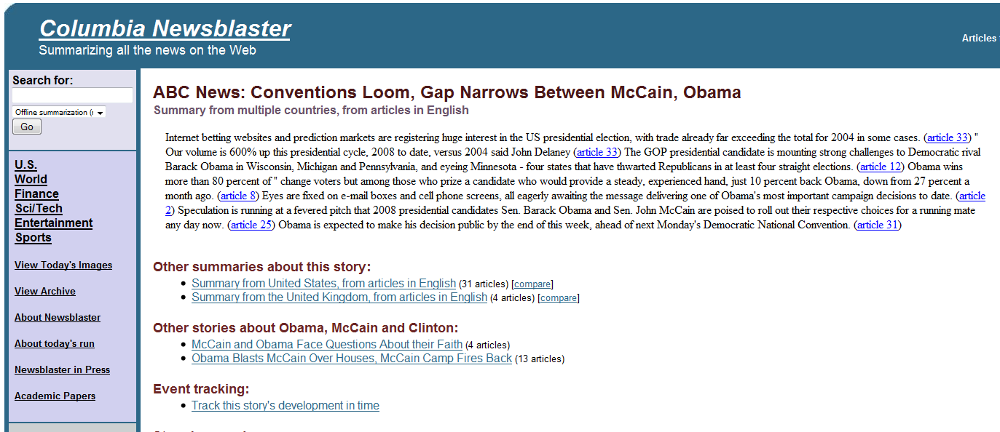 Columbia Newsblaster
Summarizing all the news on the Web
Articles
Search for:
Offline summarization (
Go
U.S.
World
Finance
Sci/Tech
Entertainment
Sports
View Today's Images
View Archive
About Newsblaster
About today's run
Newsblaster in Press
Academic Papers
ABC News: Conventions Loom, Gap Narrows Between McCain, Obama
Summary from multiple countries, from articles in English
Internet betting websites and prediction markets are registering huge interest in the US presidential election, with trade already far exceeding the total for 2004 in some cases. (article 33) "
Our volume is 600% up this presidential cycle, 2008 to date, versus 2004 said John Delaney (article 33) The GOP presidential candidate is mounting strong challenges to Democratic rival
Barack Obama in Wisconsin, Michigan and Pennsylvania, and eyeing Minnesota - four states that have thwarted Republicans in at least four straight elections. (article 12) Obama wins
more than 80 percent of " change voters but among those who prize a candidate who would provide a steady, experienced hand, just 10 percent back Obama, down from 27 percent a
month ago. (article 8) Eyes are fixed on e-mail boxes and cell phone screens, all eagerly awaiting the message delivering one of Obama's most important campaign decisions to date. (article
2) Speculation is running at a fevered pitch that 2008 presidential candidates Sen. Barack Obama and Sen. John McCain are poised to roll out their respective choices for a running mate
any day now. (article 25) Obama is expected to make his decision public by the end of this week, ahead of next Monday's Democratic National Convention. (article 31)
Other summaries about this story:
Summary from United States, from articles in English (31 articles) [compare]
Summary from the United Kingdom, from articles in English (4 articles) [compare]
Other stories about Obama, McCain and Clinton:
McCain and Obama Face Questions About their Faith (4 articles)
Obama Blasts McCain Over Houses, McCain Camp Fires Back (13 articles)
Event tracking:
Track this story's development in time